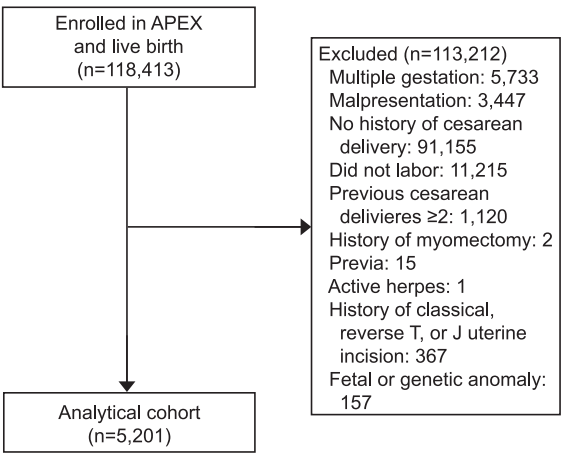 Enrolled in APEX
and live birth
(n=118,413)
Excluded (n=113,212)
Multiple gestation: 5,733
Malpresentation: 3,447
No history of cesarean
delivery: 91,155
Did not labor: 11,215
Previous cesarean
delivieres ≥2: 1,120
History of myomectomy: 2
Previa: 15
Active herpes: 1
History of classical,
reverse T, or J uterine
incision: 367
Fetal or genetic anomaly:
157
Analytical cohort
(n=5,201)